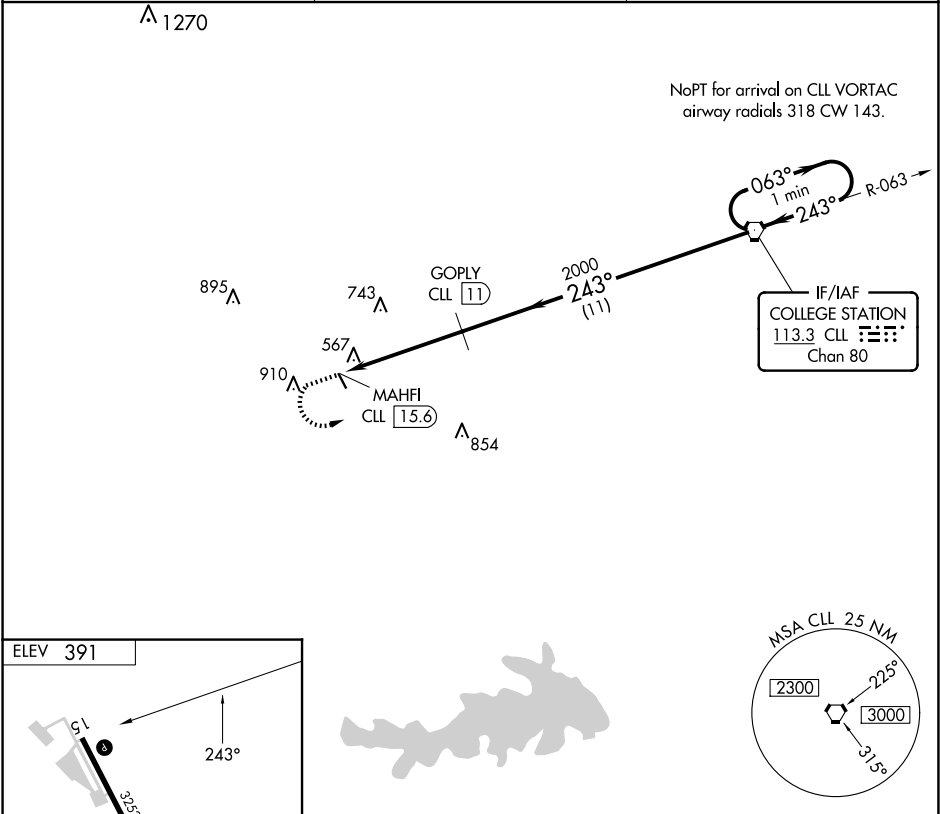 1270
NoPT for arrival on CLL VORTAC
airway radials 318 CW 143.
063°
1 min
243°
R-063
GOPLY
CLL 11
2000
243°
(11)
895
743
IF/IAF
COLLEGE STATION
113.3 CLL
Chan 80
567
910
MAHFI
CLL 15.6
854
ELEV 391
243°
15
P
325°
MSA CLL 25 NM
2300
225°
3000
315°